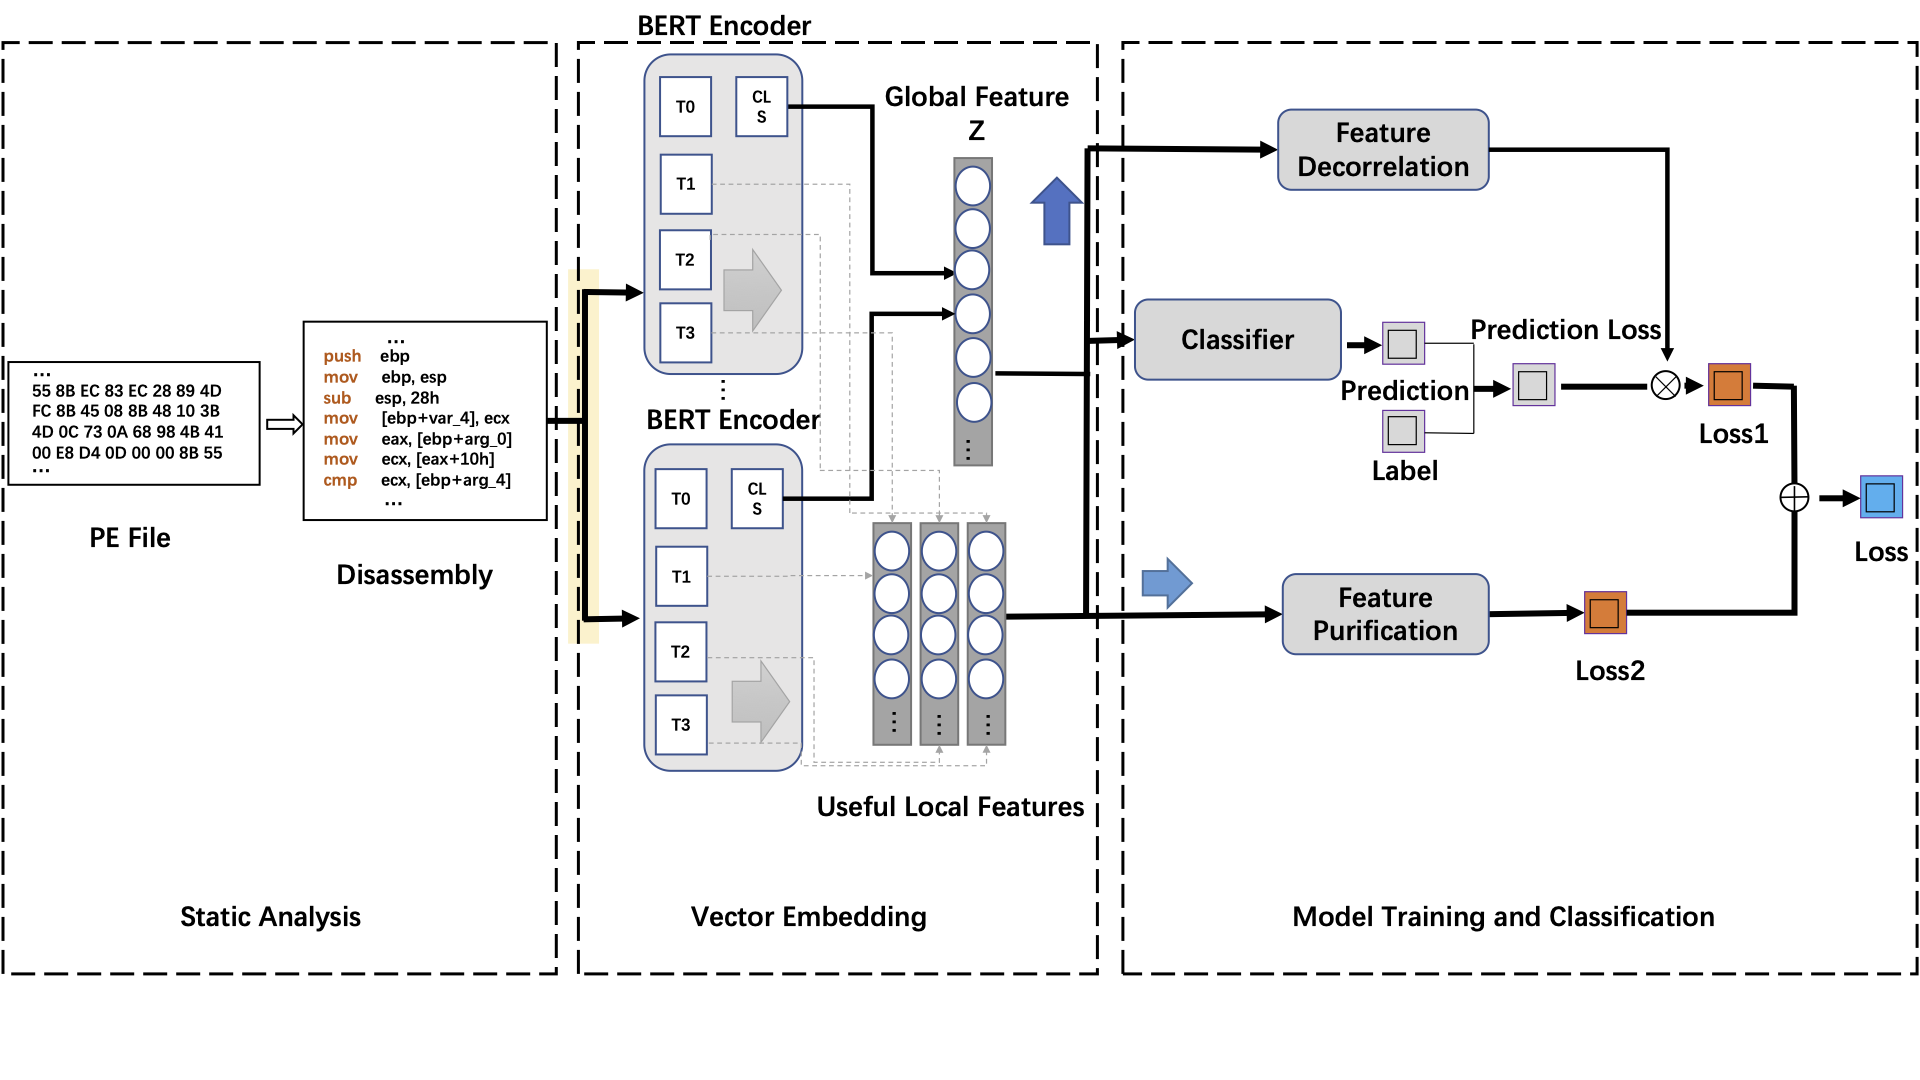 ...
55 8B EC 83 EC 28 89 4D
FC 8B 45 08 8B 48 10 3B
4D 0C 73 0A 68 98 4B 41
00 E8 D4 0D 00 00 8B 55
...
PE File
...
push ebp
mov ebp, esp
sub esp, 28h
mov [ebp+var_4], ecx
mov eax, [ebp+arg_0]
mov ecx, [eax+10h]
cmp ecx, [ebp+arg_4]
...
Disassembly
Static Analysis
BERT Encoder
T0
CL
S
T1
T2
T3
...
BERT Encoder
T0
CL
S
T1
T2
T3
Global Feature
Z
...
...
...
...
Useful Local Features
Vector Embedding
Feature
Decorrelation
Classifier
Prediction
Label
Prediction Loss
Loss1
Feature
Purification
Loss2
Loss
Model Training and Classification